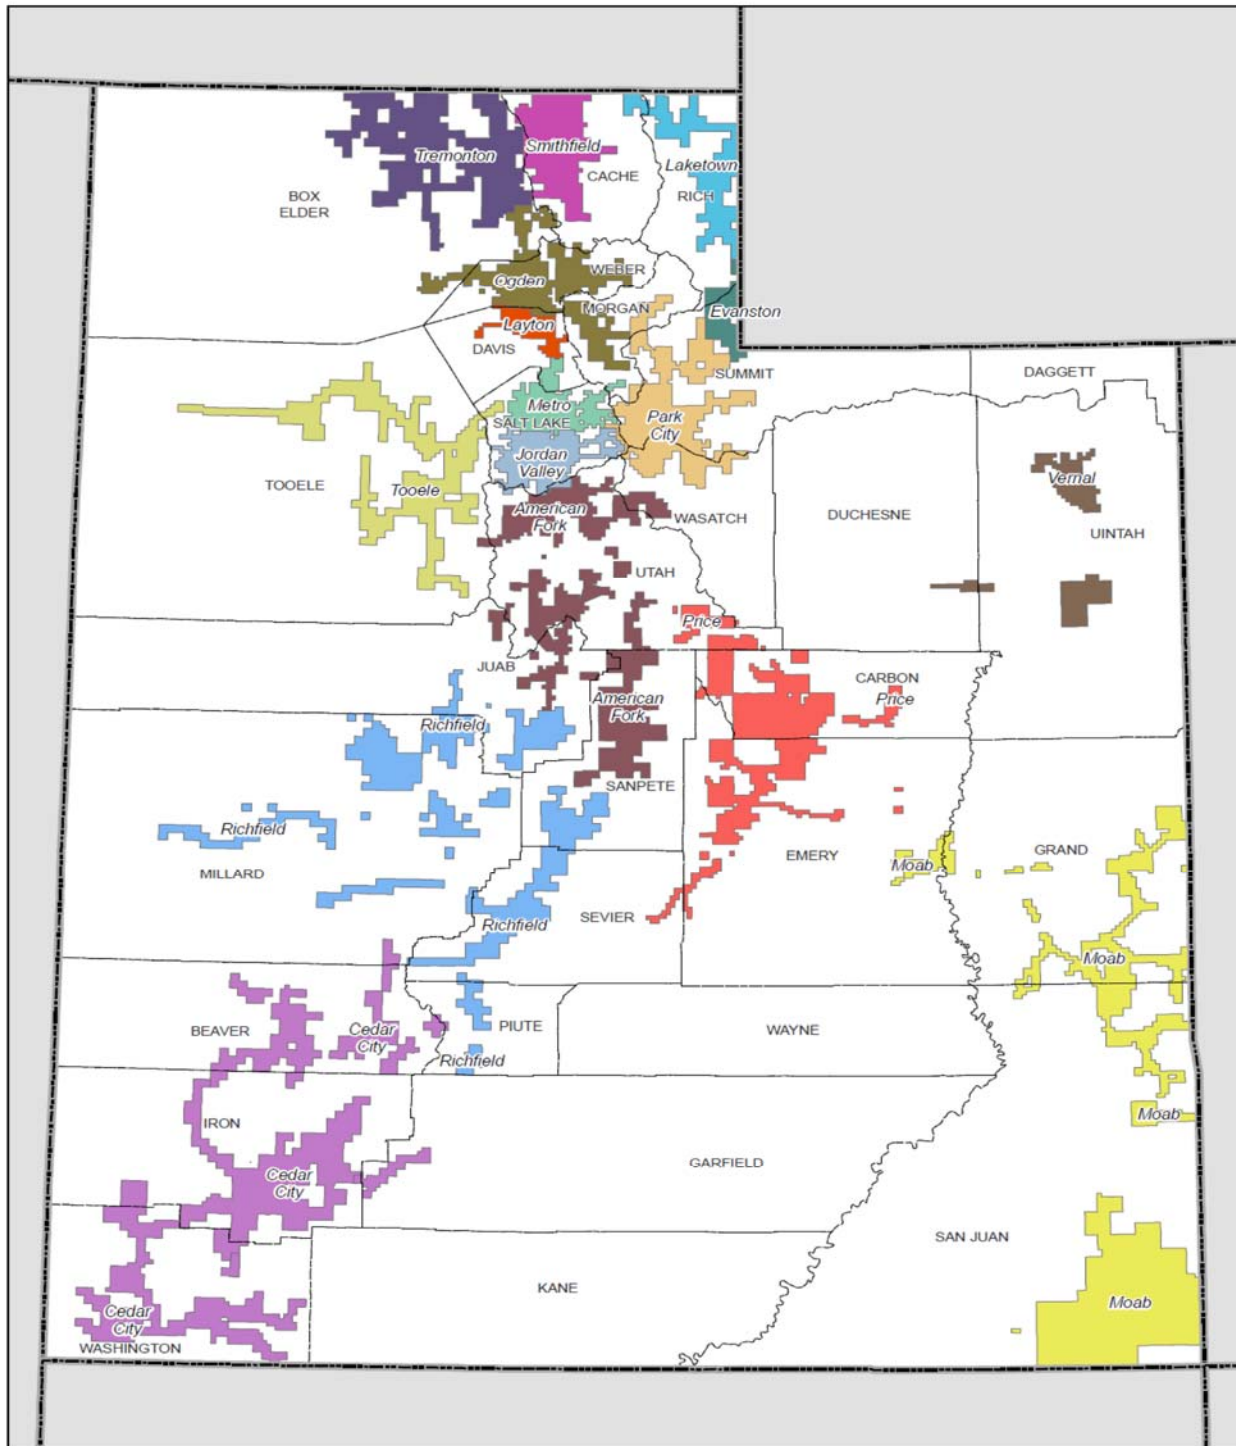 Tremonton
Smithfield
CACHE
Laketown
RICH
BOX
ELDER
Ogden
WEBER
MORGAN
Evanston
Layton
DAVIS
SUMMIT
DAGGETT
Metro
SALT LAKE
Park
City
Jordan
Valley
TOOELE
Tooele
American
Fork
WASATCH
DUCHESNE
Vernal
UINTAH
UTAH
Price
JUAB
CARBON
Price
American
Fork
Richfield
SANPETE
Richfield
MILLARD
EMERY
Moab
GRAND
Richfield
SEVIER
Moab
BEAVER
Cedar
City
PIUTE
WAYNE
Richfield
IRON
Moab
Cedar
City
GARFIELD
SAN JUAN
KANE
Moab
Cedar
City
WASHINGTON